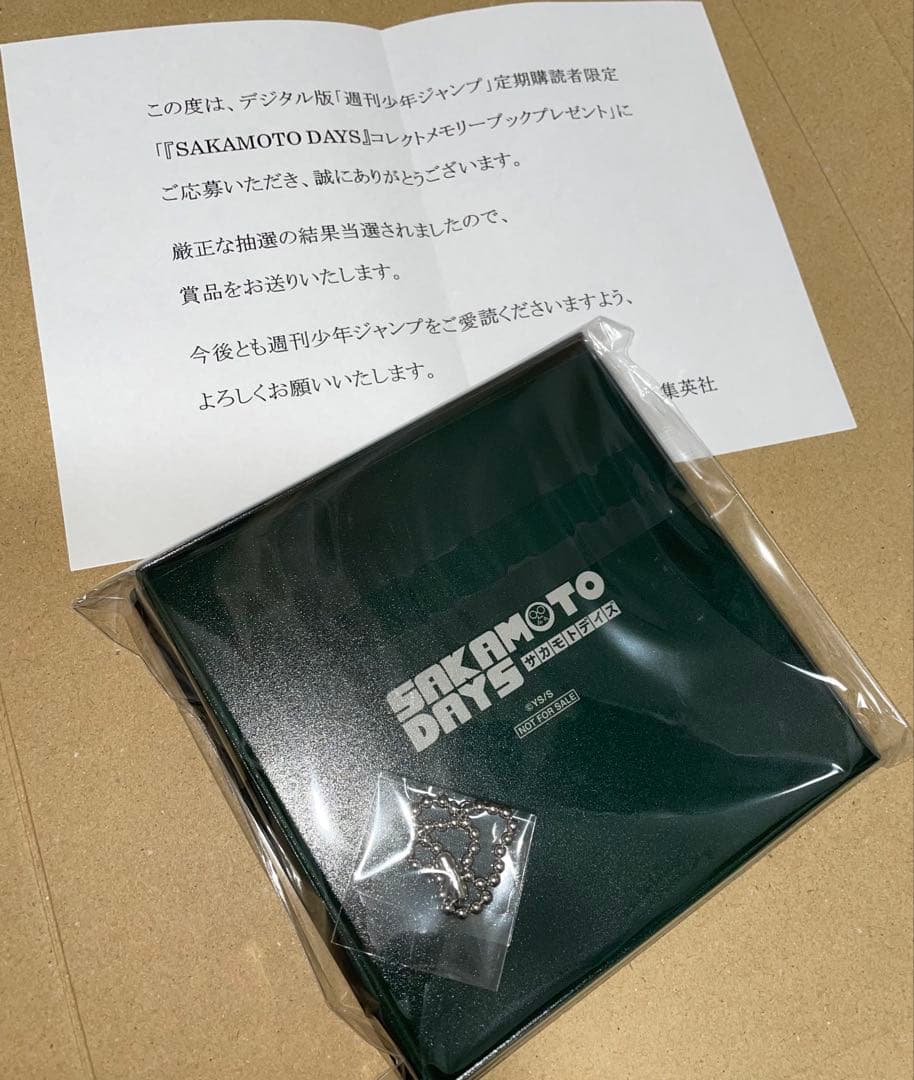 この度は、デジタル版「週刊少年ジャンプ」定期購読者限定
「『SAKAMOTO DAYS』コレクトメモリーブックプレゼント」に
ご応募いただき、誠にありがとうございます。
厳正な抽選の結果当選されましたので、
賞品をお送りいたします。
今後とも週刊少年ジャンプをご愛読くださいますよう、
よろしくお願いいたします。
集英社
SAKAMOTO
DAYS サカモトデイズ
©YS/S
NOT FOR SALE